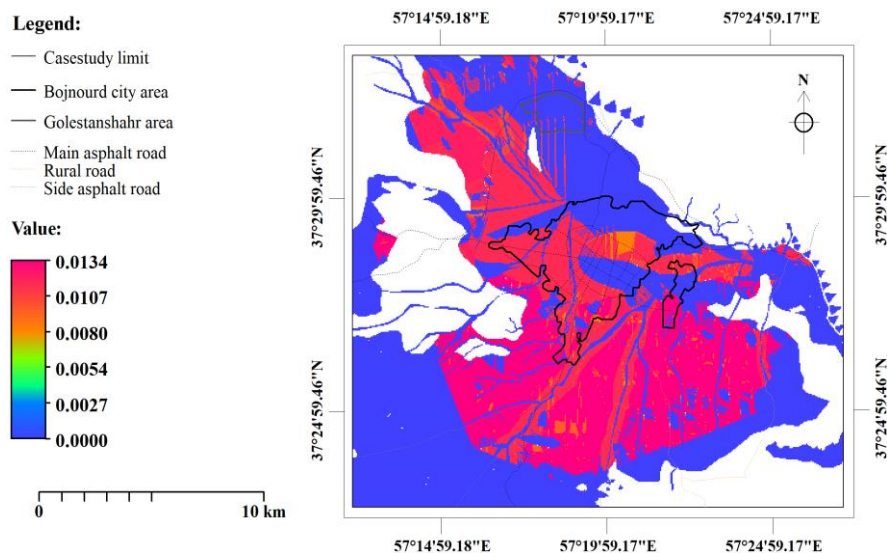 Legend:
Casestudy limit
Bojnourd city area
Golestanshahr area
Main asphalt road
Rural road
Side asphalt road
Value:
0.0134
0.0107
0.0080
0.0054
0.0027
0.0000
0 10 km
57°14'59.18"E 57°19'59.17"E 57°24'59.17"E
N
37°29'59.46"N 37°29'59.46"N
37°24'59.46"N 37°24'59.46"N
57°14'59.18"E 57°19'59.17"E 57°24'59.17"E